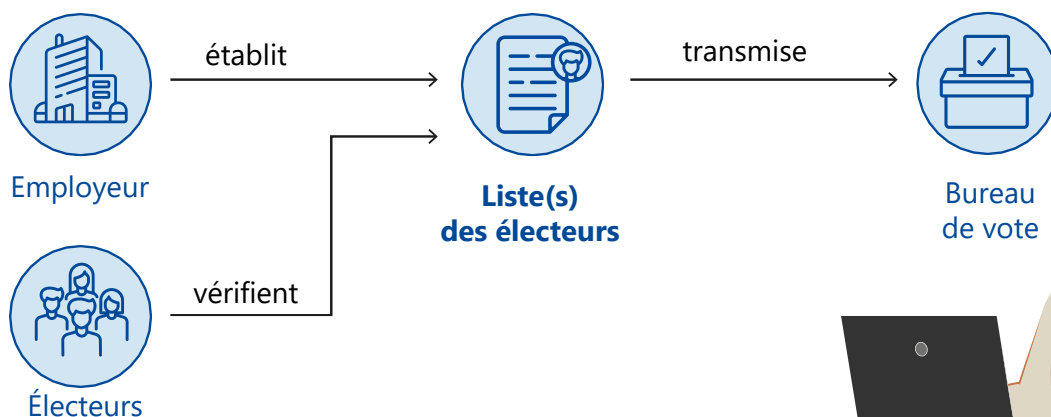 établit
transmise
Employeur
Liste(s)
des électeurs
Bureau
de vote
vérifient
Électeurs